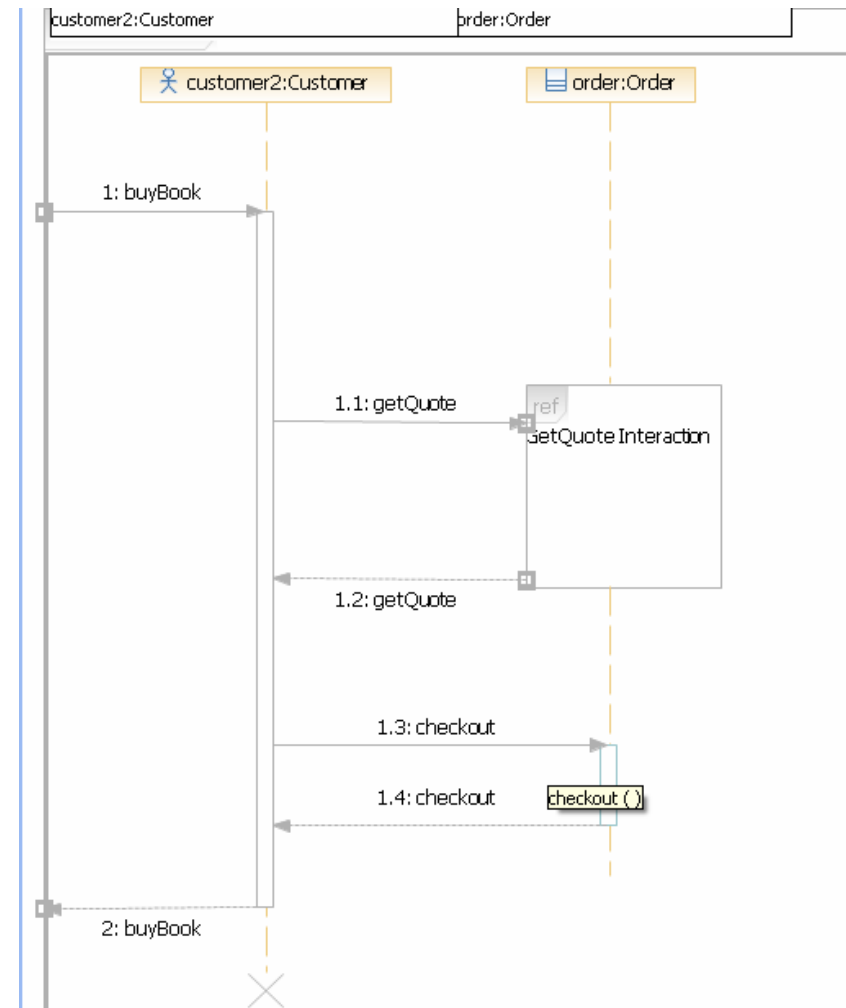 customer2:Customer
order:Order
customer2:Customer
order:Order
1: buyBook
1.1: getQuote
ref
GetQuote Interaction
1.2: getQuote
1.3: checkout
1.4: checkout
checkout ( )
2: buyBook